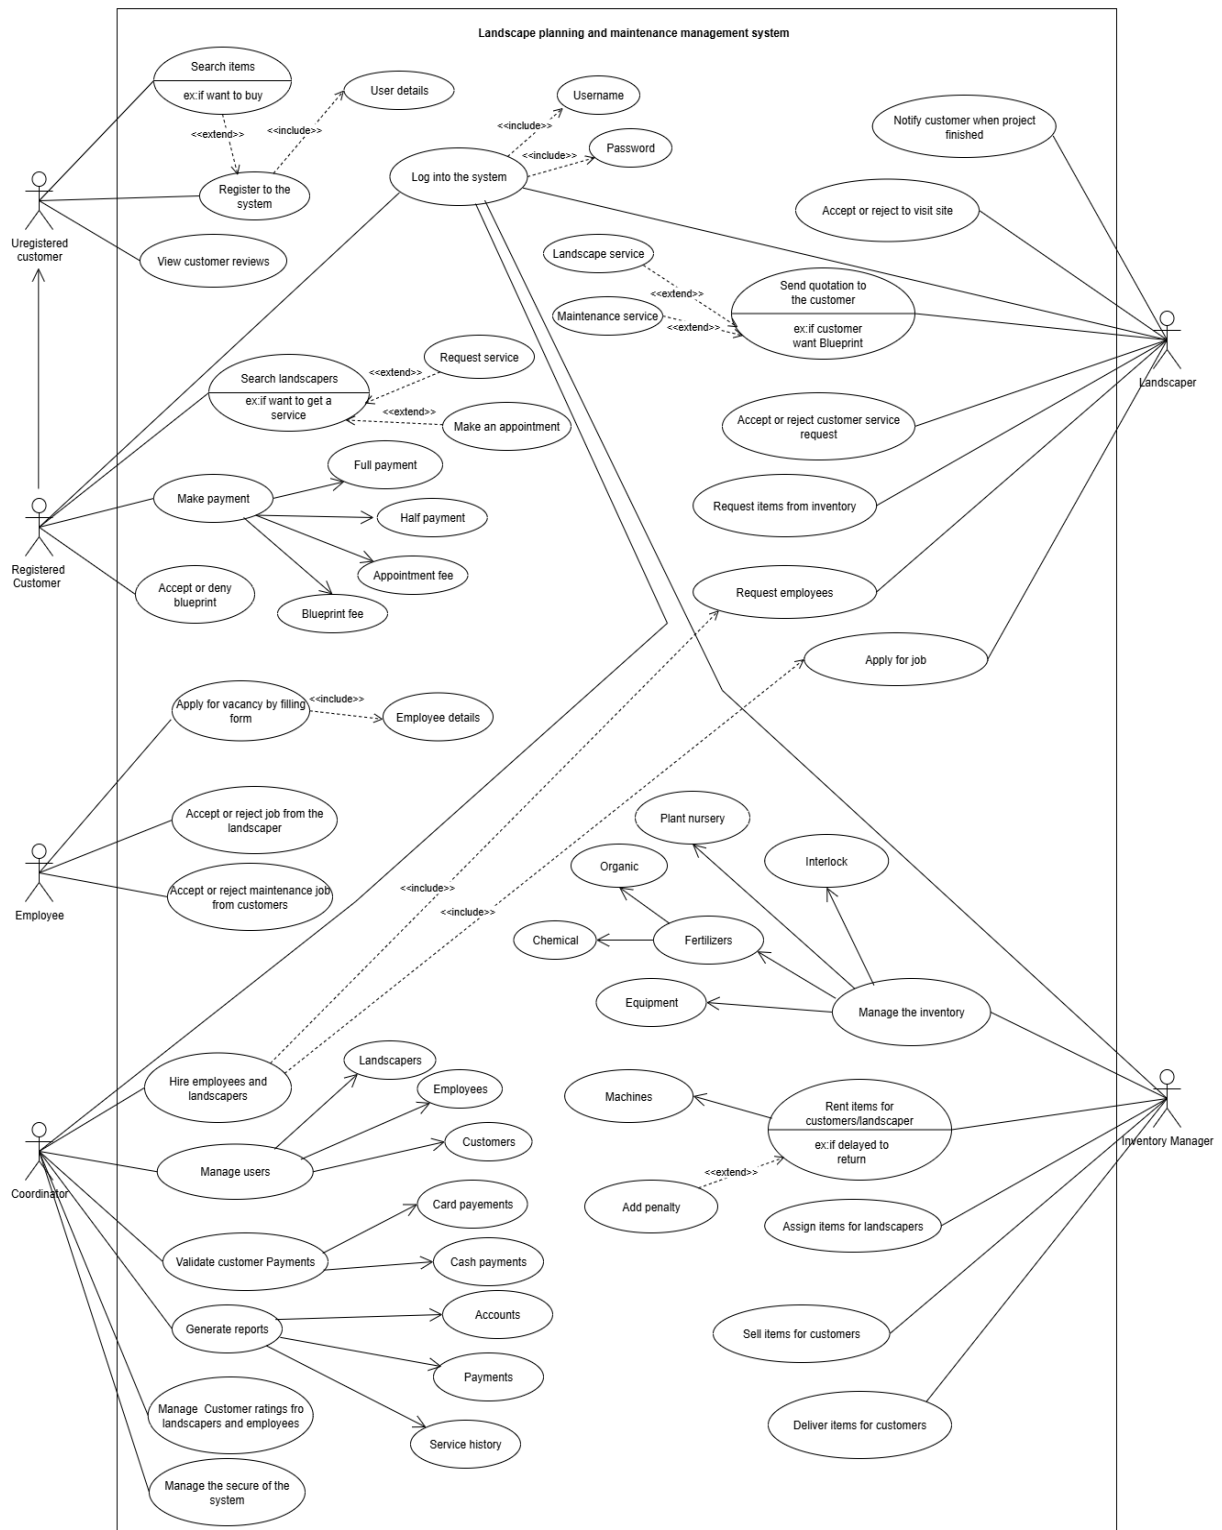 Landscape planning and maintenance management system
Search items
ex:if want to buy
User details
<<extend>>
<<include>>
Register to the
system
View customer reviews
Uregistered
customer
Username
<<include>>
Password
<<include>>
Log into the system
Notify customer when project
finished
Accept or reject to visit site
Landscape service
<<extend>>
Maintenance service
<<extend>>
Send quotation to
the customer
ex:if customer
want Blueprint
Landscaper
Request service
<<extend>>
Search landscapers
ex:if want to get a
service
<<extend>>
Make an appointment
Accept or reject customer service
request
Full payment
Make payment
Half payment
Appointment fee
Blueprint fee
Registered
Customer
Accept or deny
blueprint
Request items from inventory
Request employees
Apply for job
Apply for vacancy by filling
form
<<include>>
Employee details
Accept or reject job from the
landscaper
Accept or reject maintenance job
from customers
Employee
<<include>>
<<include>>
Plant nursery
Interlock
Organic
Chemical
Fertilizers
Equipment
Manage the inventory
Hire employees and
landscapers
Landscapers
Employees
Customers
Manage users
Coordinator
Machines
Rent items for
customers/landscaper
ex:if delayed to
return
<<extend>>
Add penalty
Inventory Manager
Assign items for landscapers
Card payements
Validate customer Payments
Cash payments
Generate reports
Accounts
Payments
Service history
Sell items for customers
Deliver items for customers
Manage  Customer ratings fro
landscapers and employees
Manage the secure of the
system